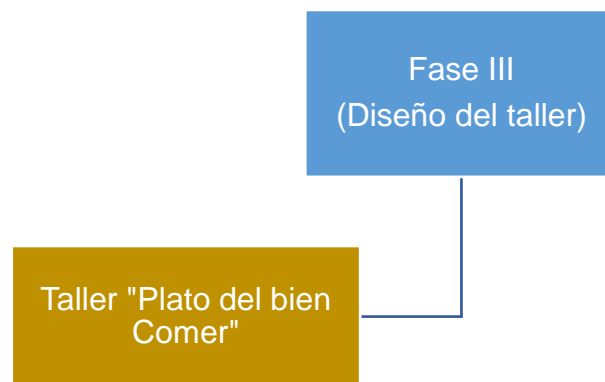 Fase III
(Diseño del taller)
Taller "Plato del bien
Comer"